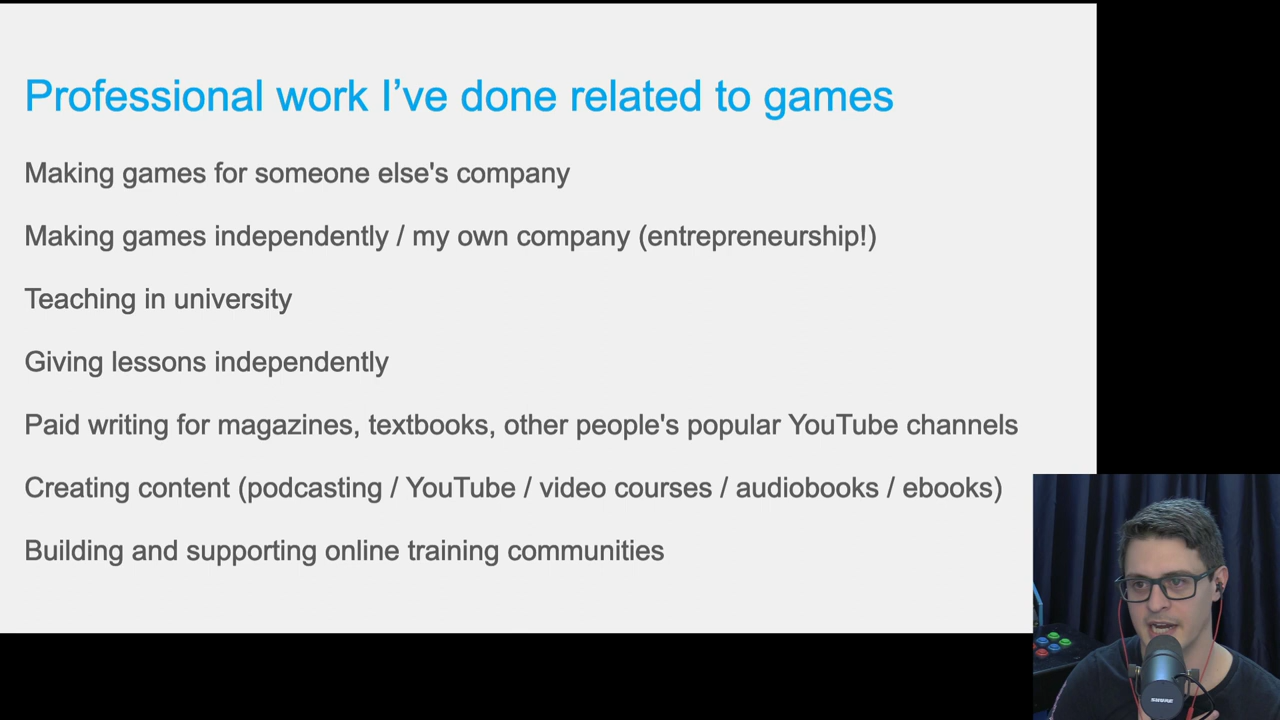 Professional work I’ve done related to games
Making games for someone else's company
Making games independently / my own company (entrepreneurship!)
Teaching in university
Giving lessons independently
Paid writing for magazines, textbooks, other people's popular YouTube channels
Creating content (podcasting / YouTube / video courses / audiobooks / ebooks)
Building and supporting online training communities
SHURE